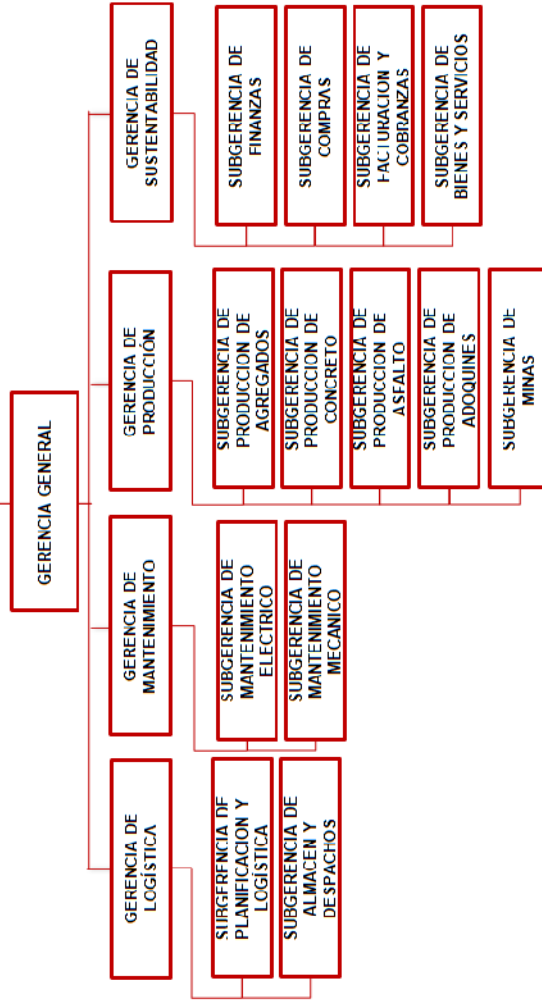 GERENCIA GENERAL
GERENCIA DE
LOGÍSTICA
GERENCIA DE
MANTENIMIENTO
GERENCIA DE
PRODUCCIÓN
GERENCIA DE
SUSTENTABILIDAD
SUBGERENCIA DE
PLANIFICACION Y
LOGÍSTICA
SUBGERENCIA DE
ALMACEN Y
DESPACHOS
SUBGERENCIA DE
MANTENIMIENTO
ELECTRICO
SUBGERENCIA DE
MANTENIMIENTO
MECANICO
SUBGERENCIA DE
PRODUCCION DE
AGREGADOS
SUBGERENCIA DE
PRODUCCION DE
CONCRETO
SUBGERENCIA DE
PRODUCCION DE
ASFALTO
SUBGERENCIA DE
PRODUCCION DE
ADOQUINES
SUBGERENCIA DE
MINAS
SUBGERENCIA DE
FINANZAS
SUBGERENCIA DE
COMPRAS
SUBGERENCIA DE
FACTURACION Y
COBRANZAS
SUBGERENCIA DE
BIENES Y SERVICIOS